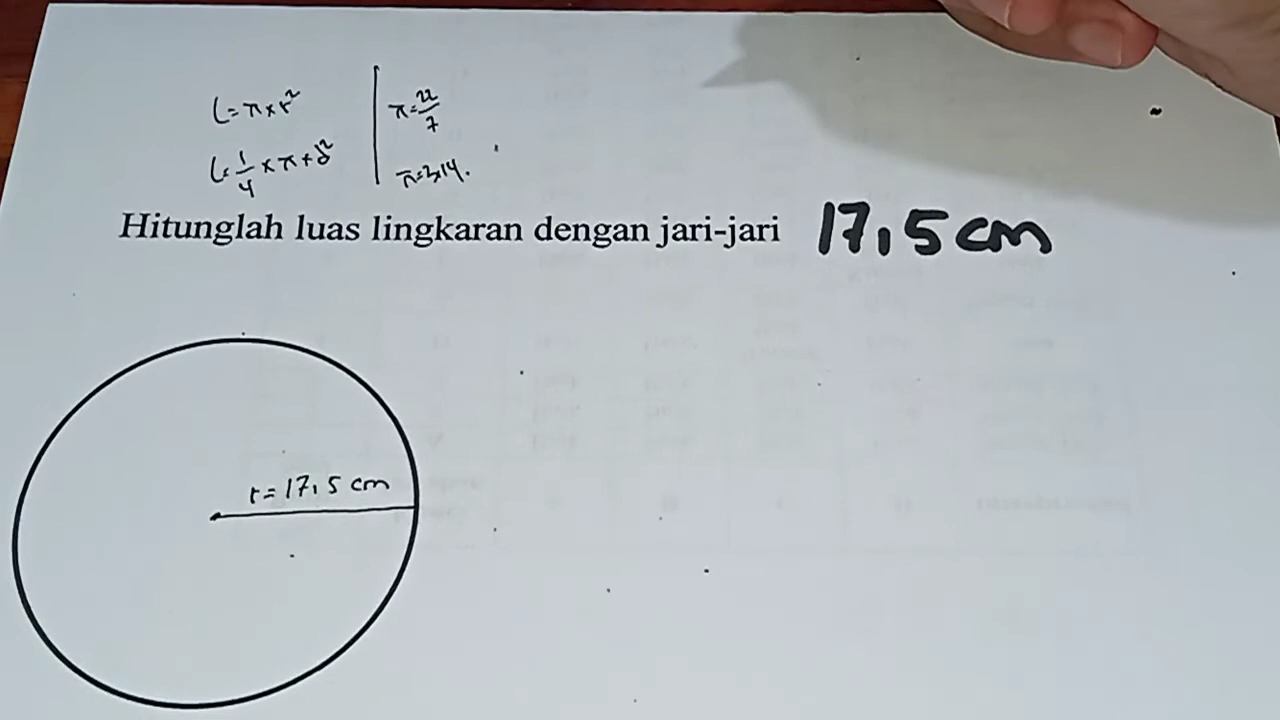 L=π×r²
L=1/4×π+d²
π=22/7
π=3,14.
Hitunglah luas lingkaran dengan jari-jari 17,5 cm
r=17,5 cm